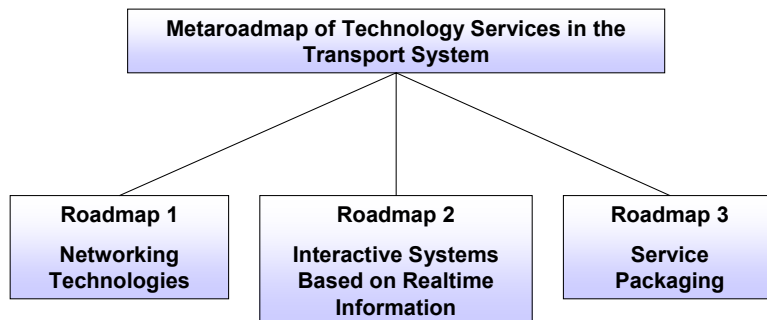 Metaroadmap of Technology Services in the
Transport System
Roadmap 1
Networking
Technologies
Roadmap 2
Interactive Systems
Based on Realtime
Information
Roadmap 3
Service
Packaging